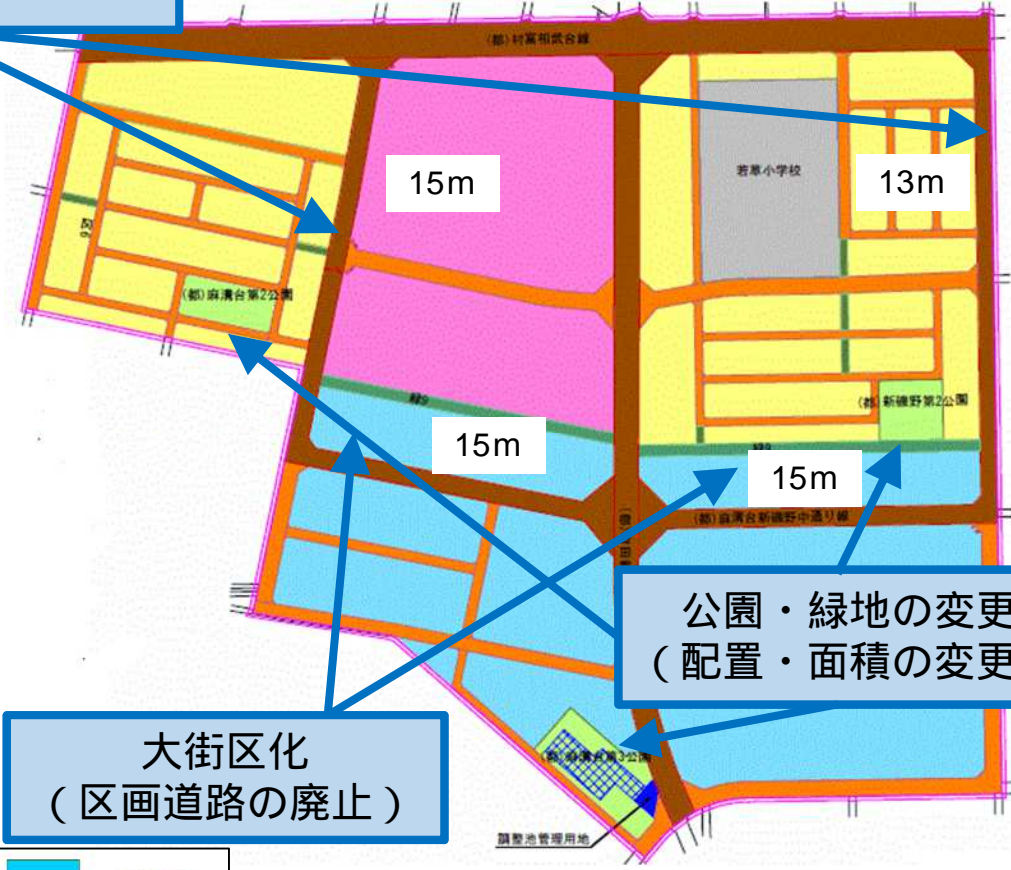 (都)村富相武台線
15m
若草小学校
13m
区6
(都)麻溝台第2公園
緑9
(都)新磯野第2公園
15m
15m
(都)麻溝台新磯野中通り線
公園・緑地の変更
(配置・面積の変更
大街区化
(区画道路の廃止)
(都)麻溝台第3公園
調整池管理用地